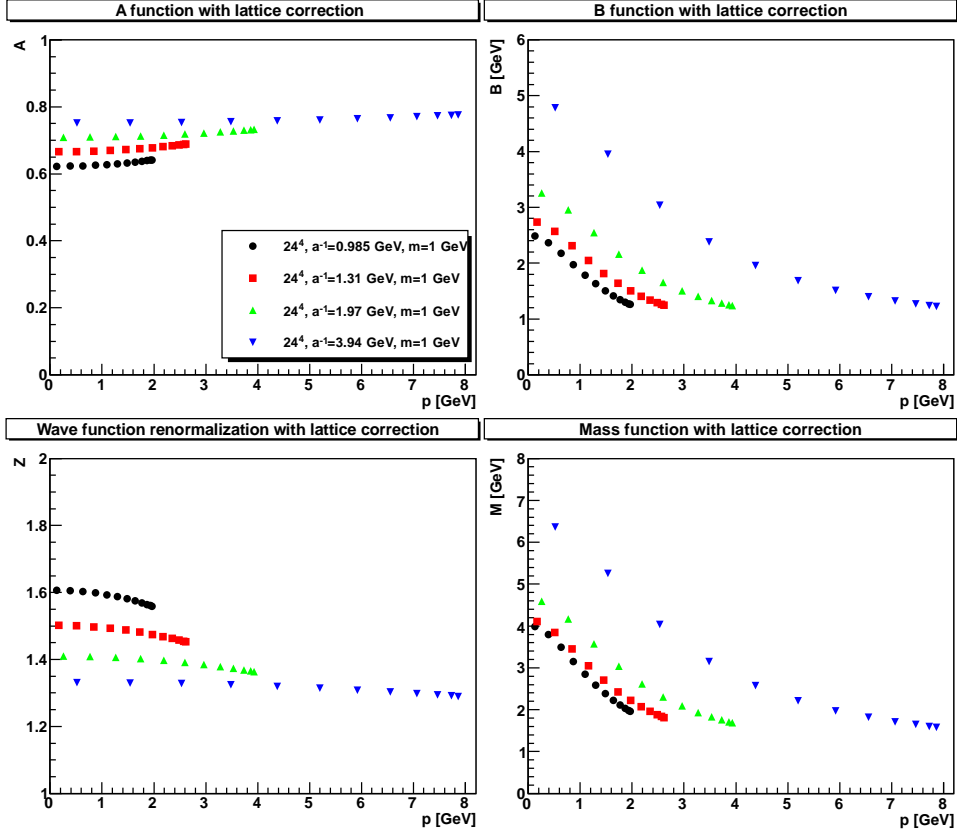 A function with lattice correction
A
1
0.8
0.6
0.4
0.2
0
0 1 2 3 4 5 6 7 8
p [GeV]
24⁴, a⁻¹=0.985 GeV, m=1 GeV
24⁴, a⁻¹=1.31 GeV, m=1 GeV
24⁴, a⁻¹=1.97 GeV, m=1 GeV
24⁴, a⁻¹=3.94 GeV, m=1 GeV
B function with lattice correction
B [GeV]
6
5
4
3
2
1
0
0 1 2 3 4 5 6 7 8
p [GeV]
Wave function renormalization with lattice correction
Z
2
1.8
1.6
1.4
1.2
1
0 1 2 3 4 5 6 7 8
p [GeV]
Mass function with lattice correction
M [GeV]
8
7
6
5
4
3
2
1
0
0 1 2 3 4 5 6 7 8
p [GeV]